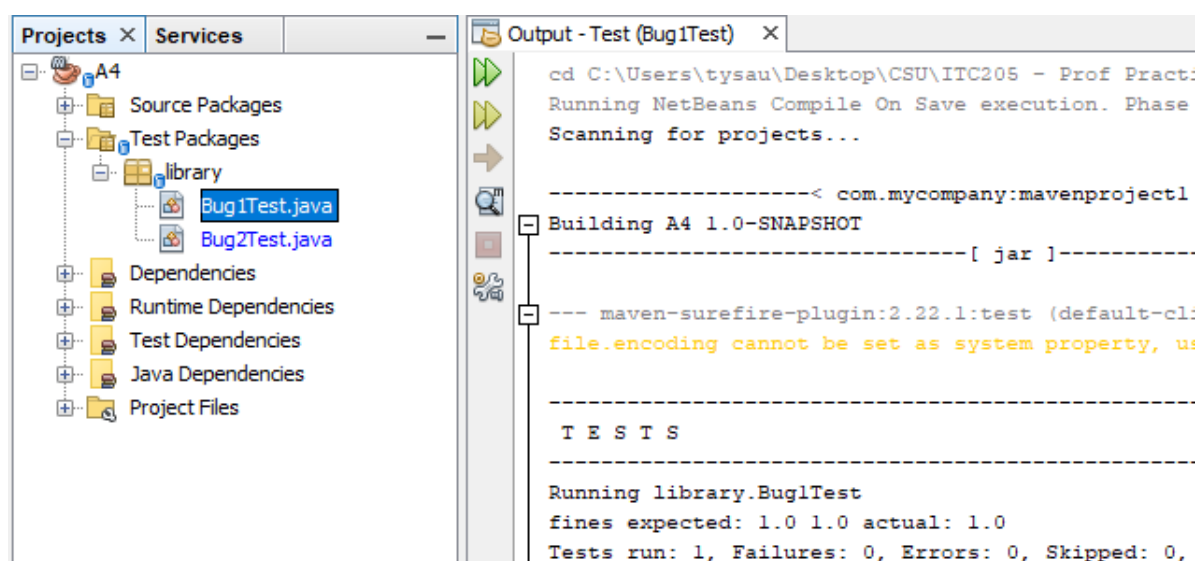 Projects × Services
A4
Source Packages
Test Packages
library
Bug1Test.java
Bug2Test.java
Dependencies
Runtime Dependencies
Test Dependencies
Java Dependencies
Project Files
Output - Test (Bug1Test) ×
cd C:\Users\tysau\Desktop\CSU\ITC205 - Prof Practi
Running NetBeans Compile On Save execution. Phase
Scanning for projects...
--------------------< com.mycompany:mavenproject1
Building A4 1.0-SNAPSHOT
--------------------------------[ jar ]-----------
--- maven-surefire-plugin:2.22.1:test (default-cli
file.encoding cannot be set as system property, us
-------------------------------------------------
T E S T S
-------------------------------------------------
Running library.Bug1Test
fines expected: 1.0 1.0 actual: 1.0
Tests run: 1, Failures: 0, Errors: 0, Skipped: 0,